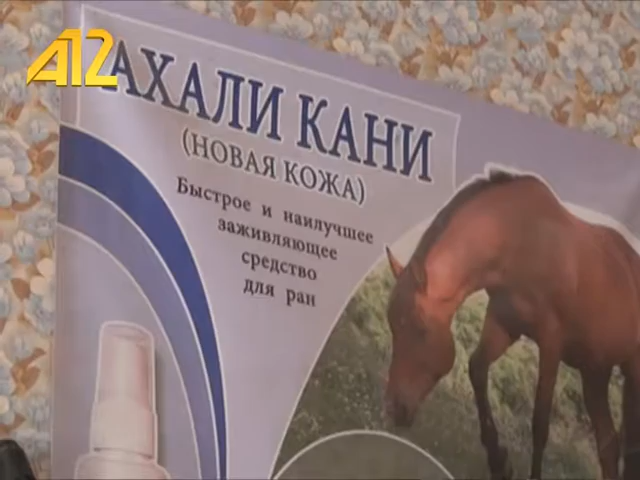 A12
АХАЛИ КАНИ
(НОВАЯ КОЖА)
Быстрое и наилучшее
заживляющее
средство
для ран